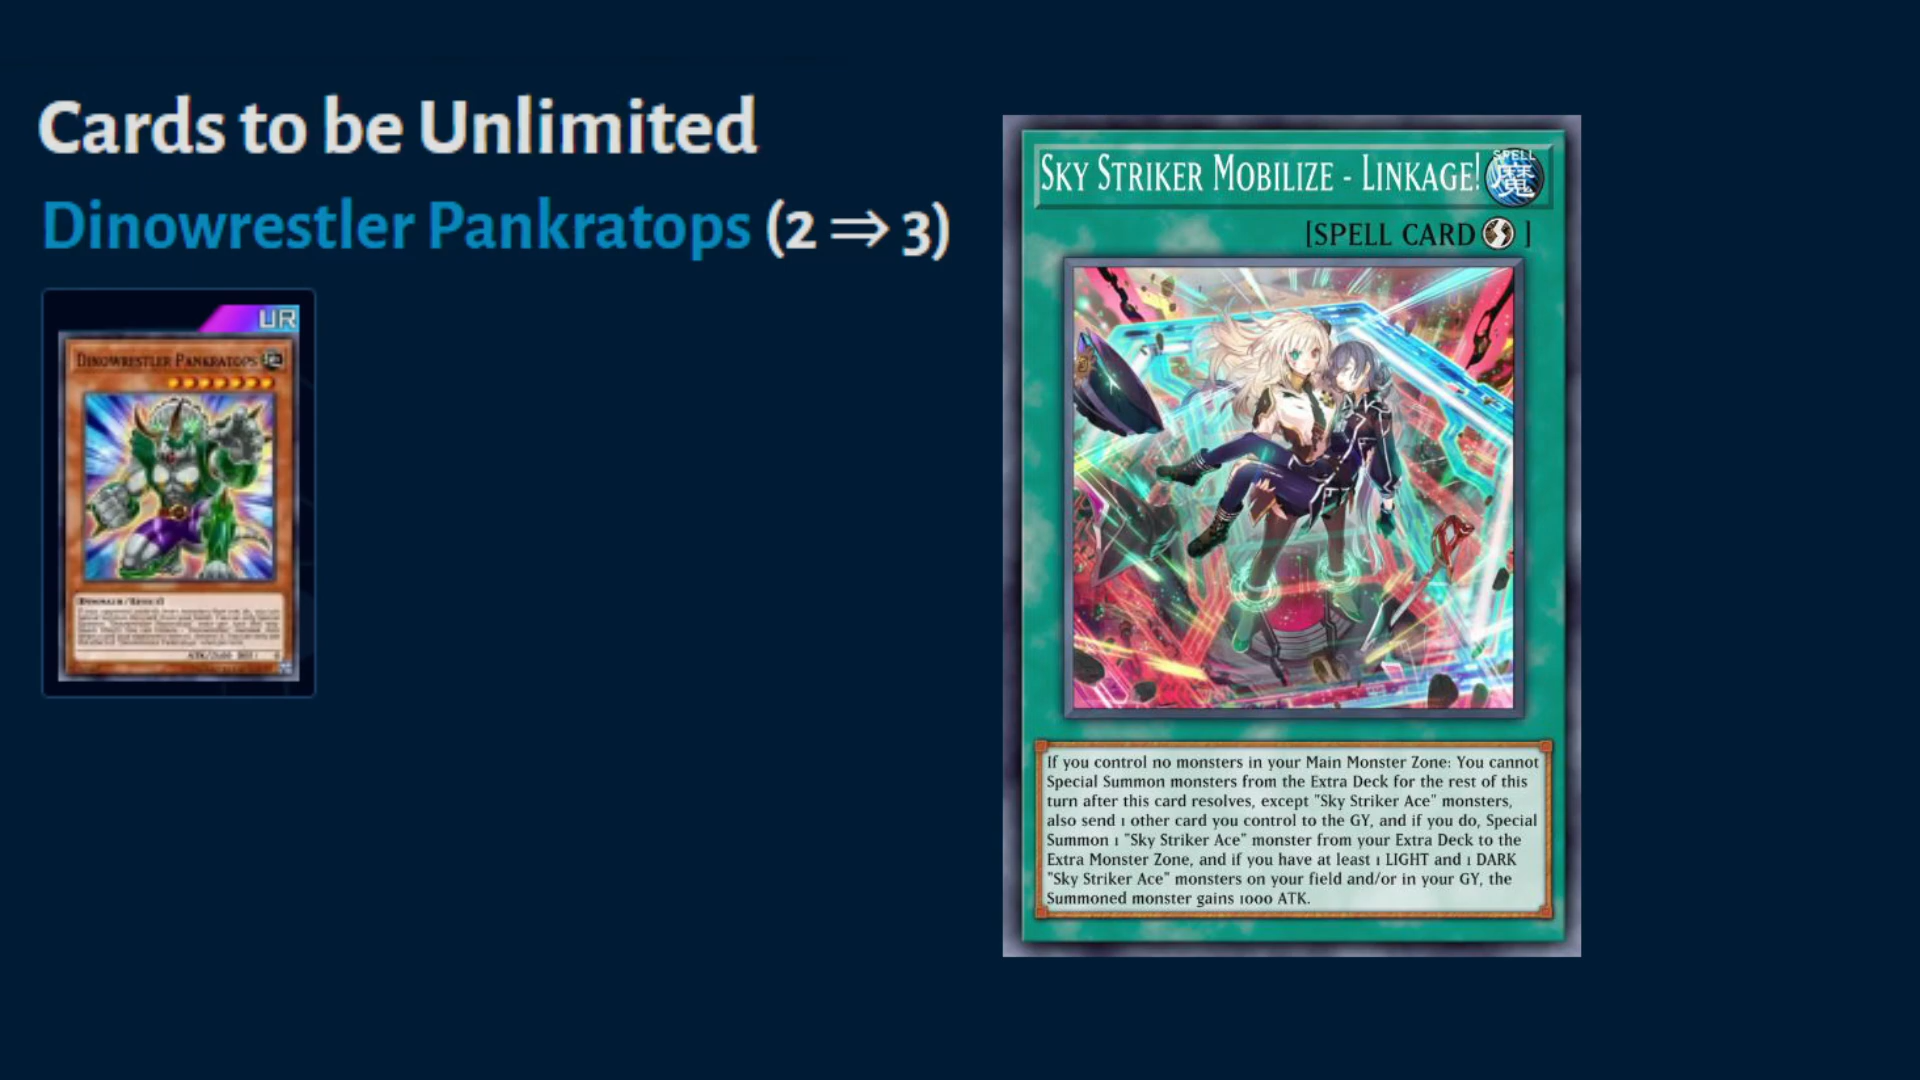 Cards to be Unlimited
Dinowrestler Pankratops (2 ⇒ 3)
UR
DINOWRESTLER PANKRATOPS
SKY STRIKER MOBILIZE - LINKAGE!
SPELL
魔
[SPELL CARD ]
If you control no monsters in your Main Monster Zone: You cannot
Special Summon monsters from the Extra Deck for the rest of this
turn after this card resolves, except "Sky Striker Ace" monsters,
also send 1 other card you control to the GY, and if you do, Special
Summon 1 "Sky Striker Ace" monster from your Extra Deck to the
Extra Monster Zone, and if you have at least 1 LIGHT and 1 DARK
"Sky Striker Ace" monsters on your field and/or in your GY, the
Summoned monster gains 1000 ATK.